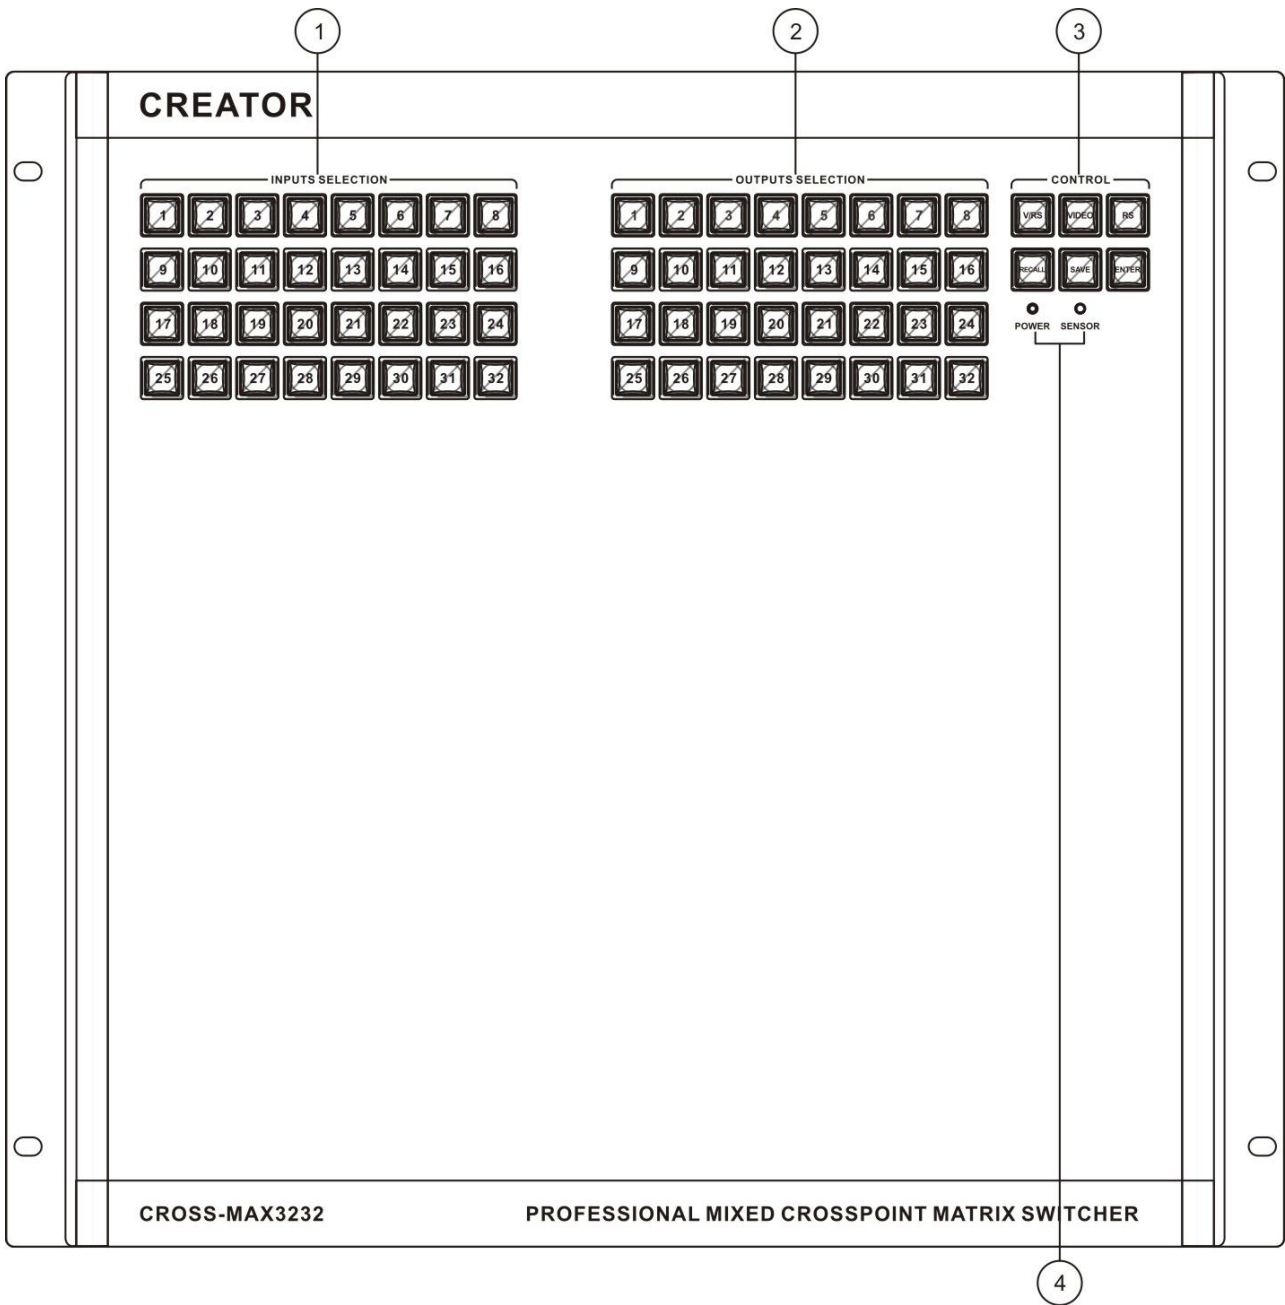 1 2 3
CREATOR
INPUTS SELECTION OUTPUTS SELECTION CONTROL
1 2 3 4 5 6 7 8 1 2 3 4 5 6 7 8 V/RS VIDEO RS
9 10 11 12 13 14 15 16 9 10 11 12 13 14 15 16 RECALL SAVE ENTER
17 18 19 20 21 22 23 24 17 18 19 20 21 22 23 24 POWER SENSOR
25 26 27 28 29 30 31 32 25 26 27 28 29 30 31 32
CROSS-MAX3232 PROFESSIONAL MIXED CROSSPOINT MATRIX SWITCHER
4